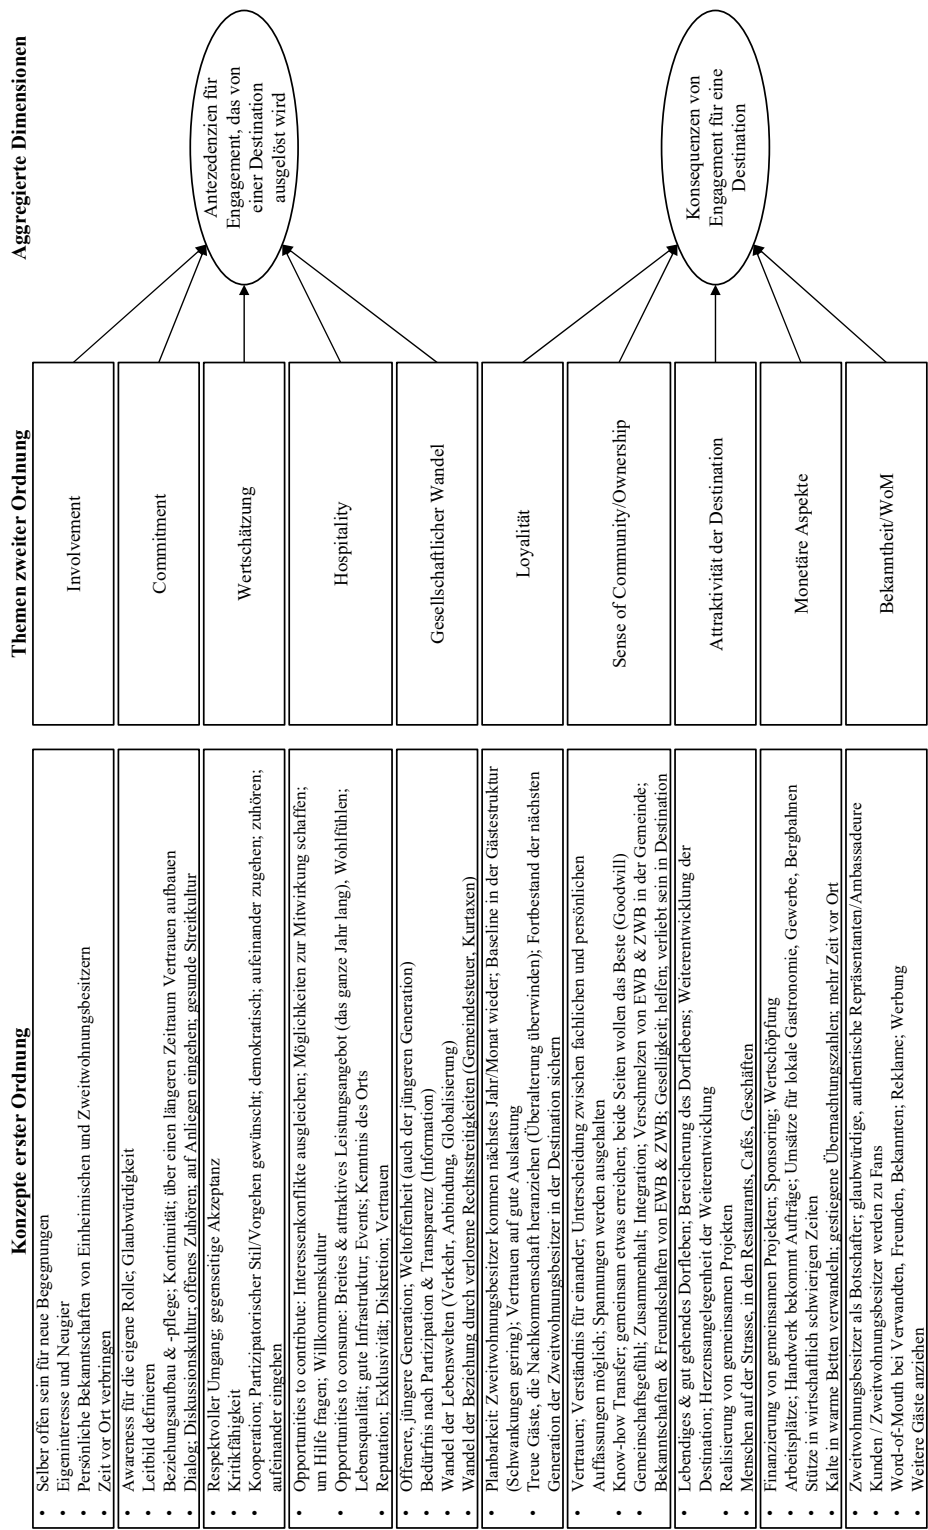 Konzepte erster Ordnung
Themen zweiter Ordnung
Aggregierte Dimensionen
• Selber offen sein für neue Begegnungen
• Eigeninteresse und Neugier
• Persönliche Bekanntschaften von Einheimischen und Zweitwohnungsbesitzern
• Zeit vor Ort verbringen
Involvement
• Awareness für die eigene Rolle; Glaubwürdigkeit
• Leitbild definieren
• Beziehungsaufbau & -pflege; Kontinuität; über einen längeren Zeitraum Vertrauen aufbauen
• Dialog; Diskussionskultur; offenes Zuhören; auf Anliegen eingehen; gesunde Streitkultur
Commitment
• Respektvoller Umgang; gegenseitige Akzeptanz
• Kritikfähigkeit
• Kooperation; Partizipatorischer Stil/Vorgehen gewünscht; demokratisch; aufeinander zugehen; zuhören;
aufeinander eingehen
Wertschätzung
• Opportunities to contribute: Interessenkonflikte ausgleichen; Möglichkeiten zur Mitwirkung schaffen;
um Hilfe fragen; Willkommenskultur
• Opportunities to consume: Breites & attraktives Leistungsangebot (das ganze Jahr lang), Wohlfühlen;
Lebensqualität; gute Infrastruktur; Events; Kenntnis des Orts
• Reputation; Exklusivität; Diskretion; Vertrauen
Hospitality
• Offenere, jüngere Generation; Weltoffenheit (auch der jüngeren Generation)
• Bedürfnis nach Partizipation & Transparenz (Information)
• Wandel der Lebenswelten (Verkehr, Anbindung, Globalisierung)
• Wandel der Beziehung durch verlorene Rechtsstreitigkeiten (Gemeindesteuer, Kurtaxen)
Gesellschaftlicher Wandel
Antezedenzien für
Engagement, das von
einer Destination
ausgelöst wird
• Planbarkeit: Zweitwohnungsbesitzer kommen nächstes Jahr/Monat wieder; Baseline in der Gästestruktur
(Schwankungen gering); Vertrauen auf gute Auslastung
• Treue Gäste, die Nachkommenschaft heranziehen (Überalterung überwinden); Fortbestand der nächsten
Generation der Zweitwohnungsbesitzer in der Destination sichern
Loyalität
• Vertrauen; Verständnis für einander; Unterscheidung zwischen fachlichen und persönlichen
Auffassungen möglich; Spannungen werden ausgehalten
• Know-how Transfer; gemeinsam etwas erreichen; beide Seiten wollen das Beste (Goodwill)
• Gemeinschaftsgefühl; Zusammenhalt; Integration; Verschmelzen von EWB & ZWB in der Gemeinde;
Bekanntschaften & Freundschaften von EWB & ZWB; Geselligkeit; helfen; verliebt sein in Destination
Sense of Community/Ownership
• Lebendiges & gut gehendes Dorfleben; Bereicherung des Dorflebens; Weiterentwicklung der
Destination; Herzensangelegenheit der Weiterentwicklung
• Realisierung von gemeinsamen Projekten
• Menschen auf der Strasse, in den Restaurants, Cafés, Geschäften
Attraktivität der Destination
• Finanzierung von gemeinsamen Projekten; Sponsoring; Wertschöpfung
• Arbeitsplätze; Handwerk bekommt Aufträge; Umsätze für lokale Gastronomie, Gewerbe, Bergbahnen
• Stütze in wirtschaftlich schwierigen Zeiten
• Kalte in warme Betten verwandeln; gestiegene Übernachtungszahlen; mehr Zeit vor Ort
Monetäre Aspekte
• Zweitwohnungsbesitzer als Botschafter; glaubwürdige, authentische Repräsentanten/Ambassadeure
• Kunden / Zweitwohnungsbesitzer werden zu Fans
• Word-of-Mouth bei Verwandten, Freunden, Bekannten; Reklame; Werbung
• Weitere Gäste anziehen
Bekanntheit/WoM
Konsequenzen von
Engagement für eine
Destination